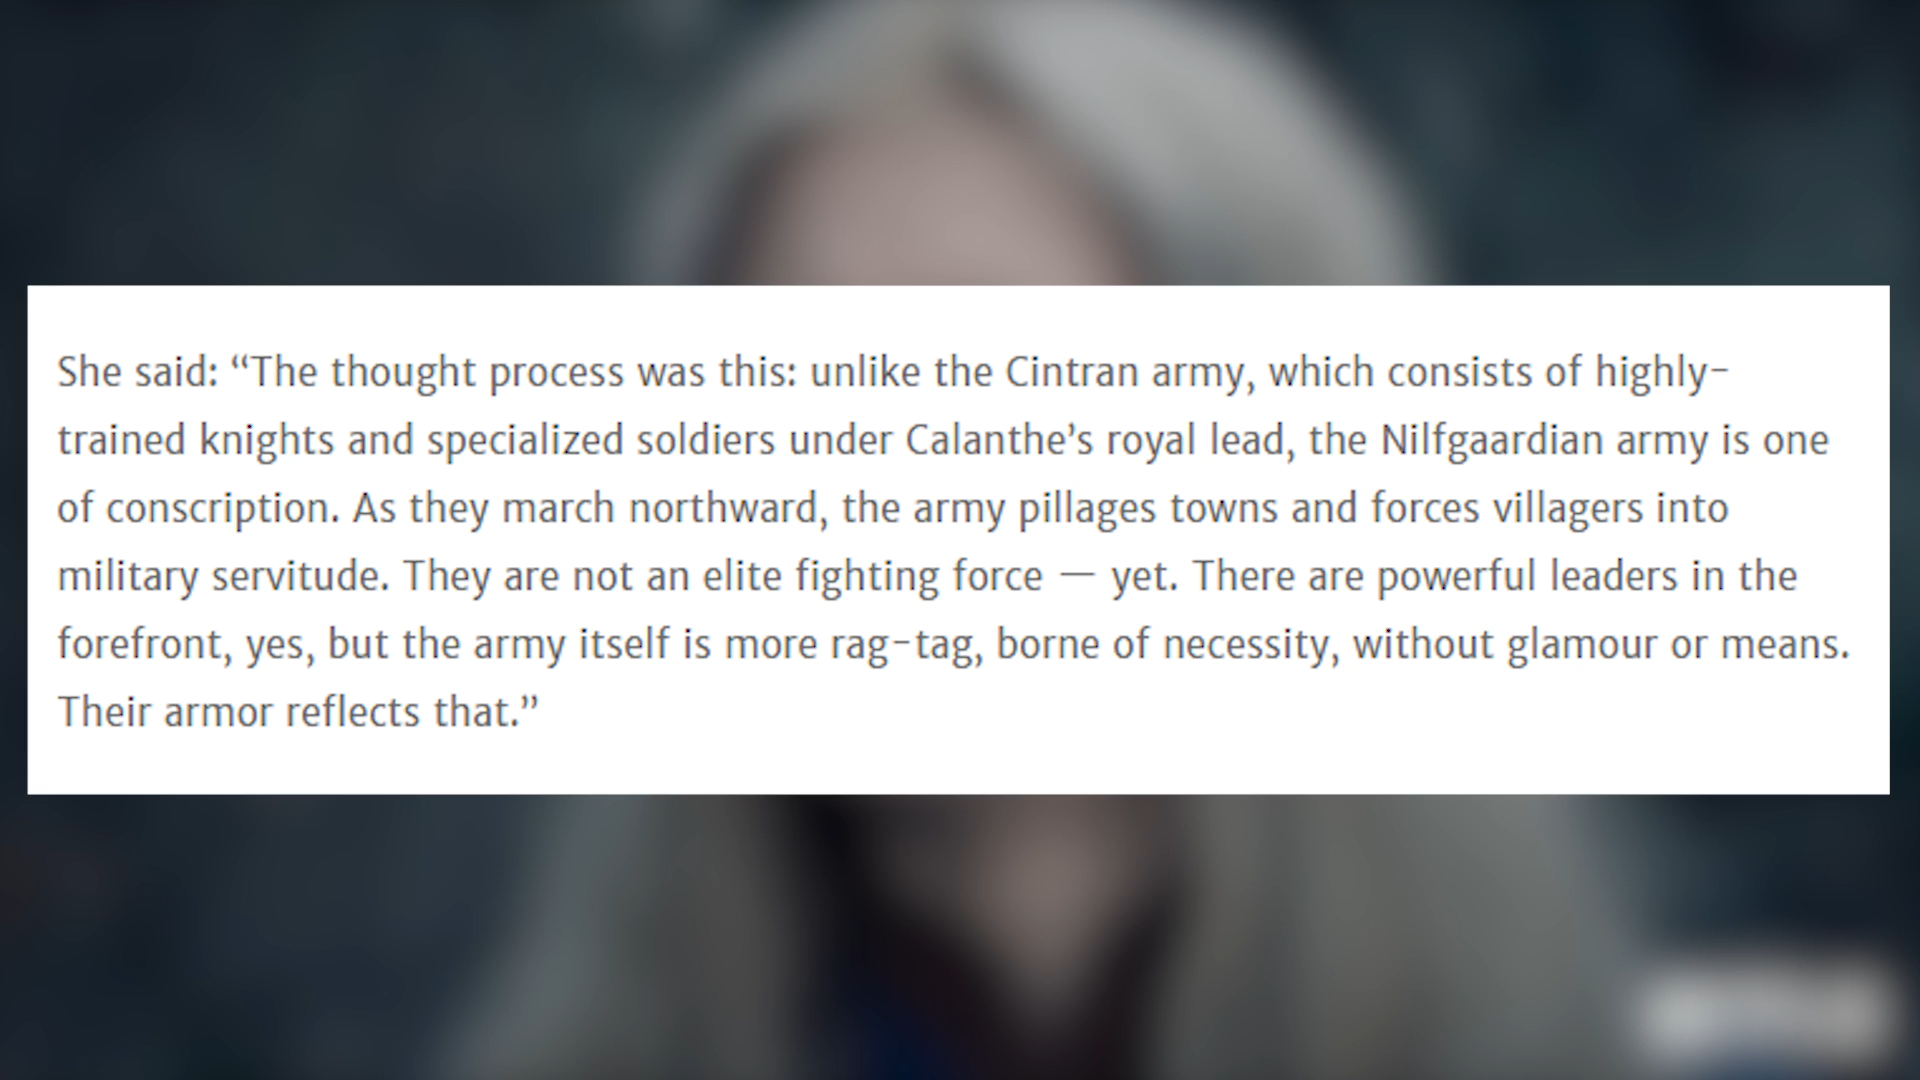 She said: “The thought process was this: unlike the Cintran army, which consists of highly-
trained knights and specialized soldiers under Calanthe’s royal lead, the Nilfgaardian army is one
of conscription. As they march northward, the army pillages towns and forces villagers into
military servitude. They are not an elite fighting force — yet. There are powerful leaders in the
forefront, yes, but the army itself is more rag-tag, borne of necessity, without glamour or means.
Their armor reflects that.”